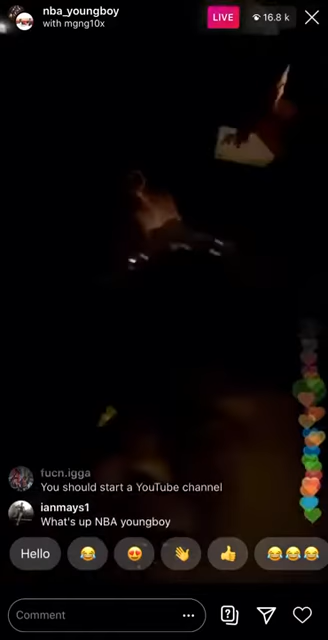 nba_youngboy
with mgng10x
LIVE
16.8 k
fucn.igga
You should start a YouTube channel
ianmays1
What's up NBA youngboy
Hello
Comment